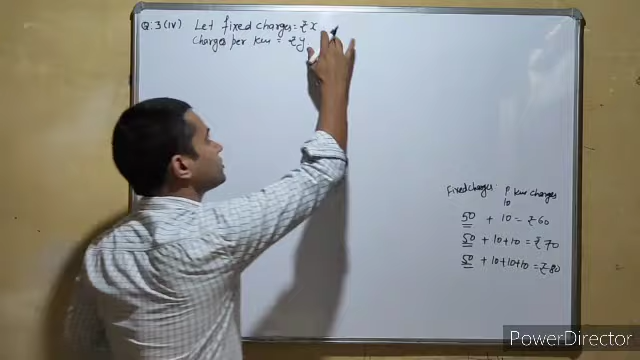 Q.3(iv) Let fixed charges = ₹x
Charges per km = ₹y
Fixed charges P km charges
10
50 + 10 = ₹60
50 + 10+10 = ₹70
50 + 10+10+10 = ₹80
PowerDirector